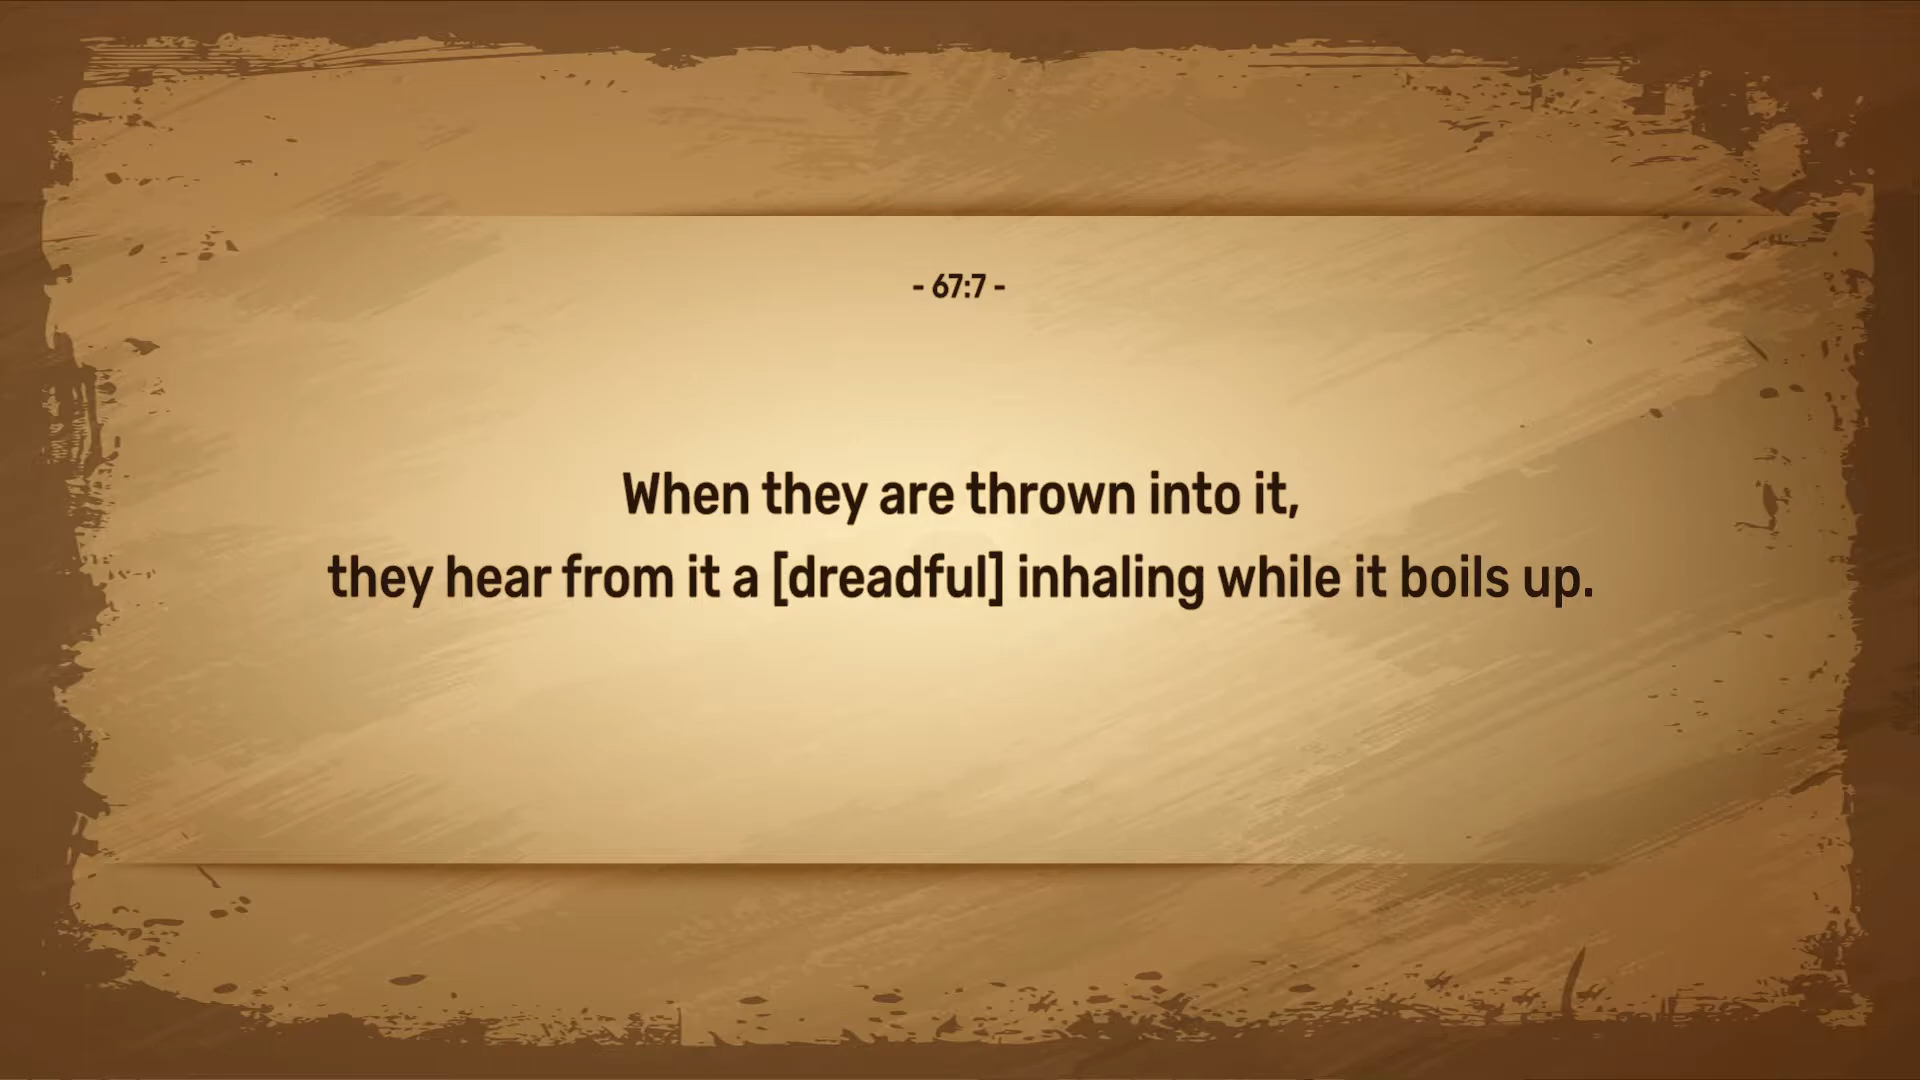 - 67:7 -
When they are thrown into it,
they hear from it a [dreadful] inhaling while it boils up.